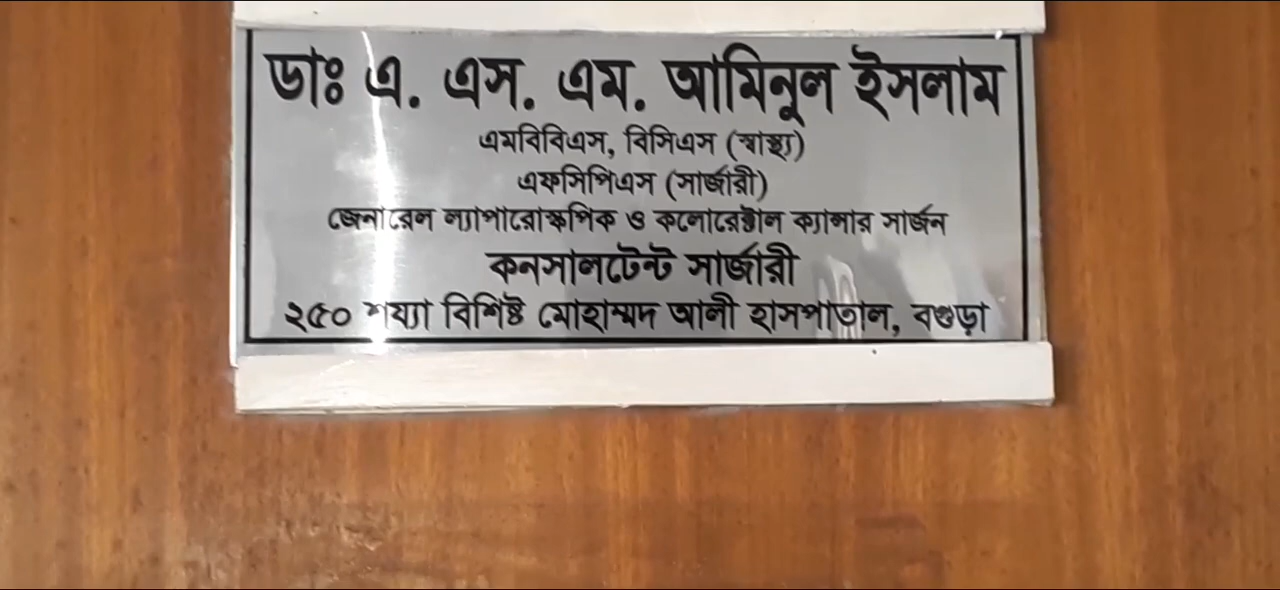 ডাঃ এ. এস. এম. আমিনুল ইসলাম
এমবিবিএস, বিসিএস (স্বাস্থ্য)
এফসিপিএস (সার্জারী)
জেনারেল ল্যাপারোস্কপিক ও কলোরেক্টাল ক্যান্সার সার্জন
কনসালটেন্ট সার্জারী
২৫০ শয্যা বিশিষ্ট মোহাম্মদ আলী হাসপাতাল, বগুড়া